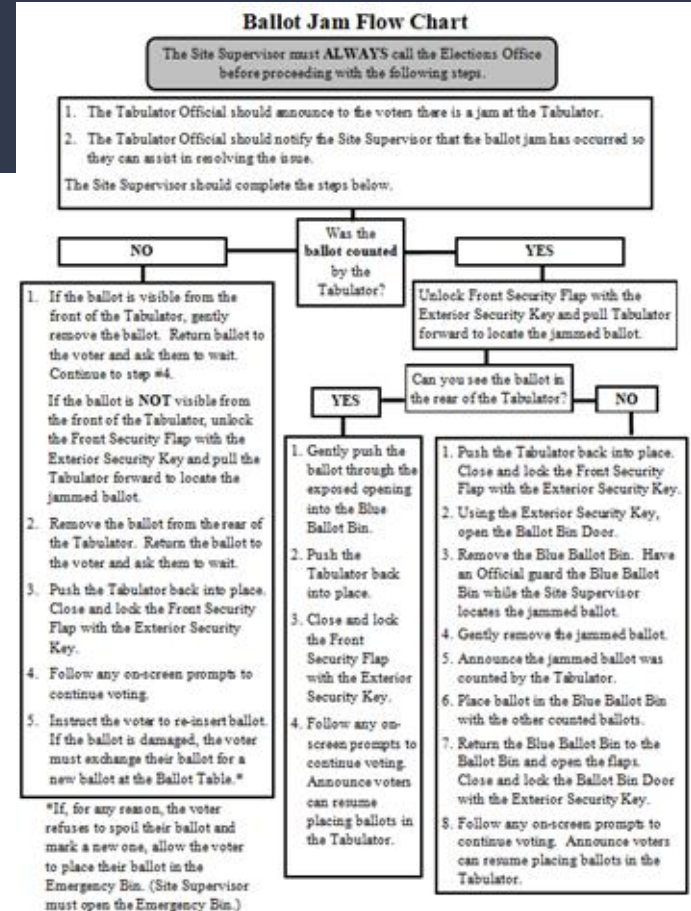 Ballot Jam Flow Chart
The Site Supervisor must ALWAYS call the Elections Office
before proceeding with the following steps.
1. The Tabulator Official should announce to the voters there is a jam at the Tabulator.
2. The Tabulator Official should notify the Site Supervisor that the ballot jam has occurred so
they can assist in resolving the issue.
The Site Supervisor should complete the steps below.
Was the
ballot counted
by the
Tabulator?
NO
1. If the ballot is visible from the
front of the Tabulator, gently
remove the ballot. Return ballot to
the voter and ask them to wait.
Continue to step #4.
If the ballot is NOT visible from
the front of the Tabulator, unlock
the Front Security Flap with the
Exterior Security Key and pull the
Tabulator forward to locate the
jammed ballot.
2. Remove the ballot from the rear of
the Tabulator. Return the ballot to
the voter and ask them to wait.
3. Push the Tabulator back into place.
Close and lock the Front Security
Flap with the Exterior Security
Key.
4. Follow any on-screen prompts to
continue voting.
5. Instruct the voter to re-insert ballot.
If the ballot is damaged, the voter
must exchange their ballot for a
new ballot at the Ballot Table.*
*If, for any reason, the voter
refuses to spoil their ballot and
mark a new one, allow the voter
to place their ballot in the
Emergency Bin. (Site Supervisor
must open the Emergency Bin.)
YES
Unlock Front Security Flap with the
Exterior Security Key and pull Tabulator
forward to locate the jammed ballot.
Can you see the ballot in
the rear of the Tabulator?
YES
1. Gently push the
ballot through the
exposed opening
into the Blue
Ballot Bin.
2. Push the
Tabulator back
into place.
3. Close and lock
the Front
Security Flap
with the Exterior
Security Key.
4. Follow any on-
screen prompts to
continue voting.
Announce voters
can resume
placing ballots in
the Tabulator.
NO
1. Push the Tabulator back into place.
Close and lock the Front Security
Flap with the Exterior Security Key.
2. Using the Exterior Security Key,
open the Ballot Bin Door.
3. Remove the Blue Ballot Bin. Have
an Official guard the Blue Ballot
Bin while the Site Supervisor
locates the jammed ballot.
4. Gently remove the jammed ballot.
5. Announce the jammed ballot was
counted by the Tabulator.
6. Place ballot in the Blue Ballot Bin
with the other counted ballots.
7. Return the Blue Ballot Bin to the
Ballot Bin and open the flaps.
Close and lock the Ballot Bin Door
with the Exterior Security Key.
8. Follow any on-screen prompts to
continue voting. Announce voters
can resume placing ballots in the
Tabulator.